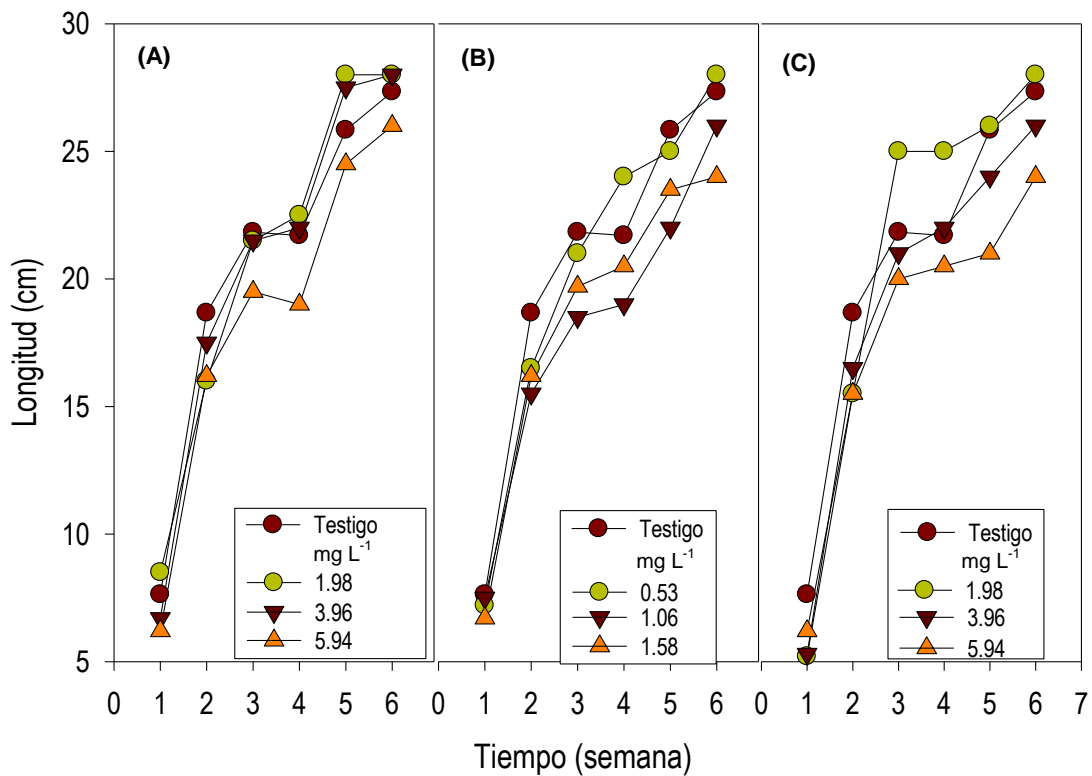 30
25
20
15
10
5
Longitud (cm)
(A)
Testigo
mg L⁻¹
1.98
3.96
5.94
(B)
Testigo
mg L⁻¹
0.53
1.06
1.58
(C)
Testigo
mg L⁻¹
1.98
3.96
5.94
0 1 2 3 4 5 6 0 1 2 3 4 5 6 0 1 2 3 4 5 6 7
Tiempo (semana)